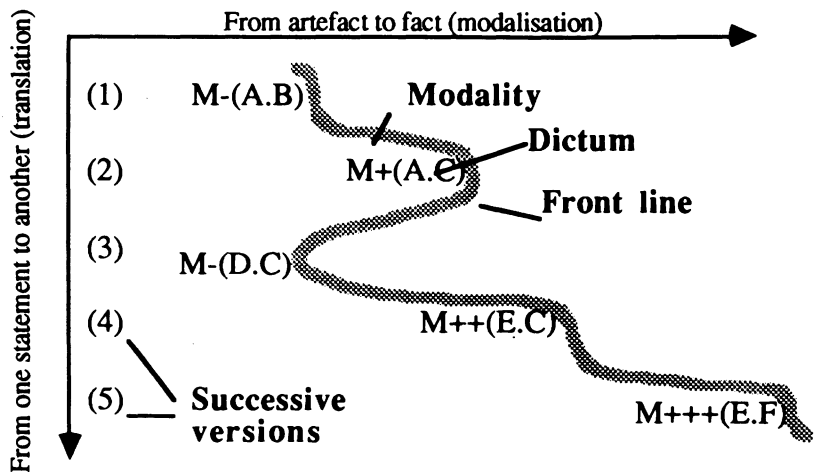 From artefact to fact (modalisation)
From one statement to another (translation)
(1) M-(A.B) Modality
Dictum
(2) M+(A.C)
Front line
(3) M-(D.C)
(4) M++(E.C)
(5) Successive
versions
M+++(E.F)